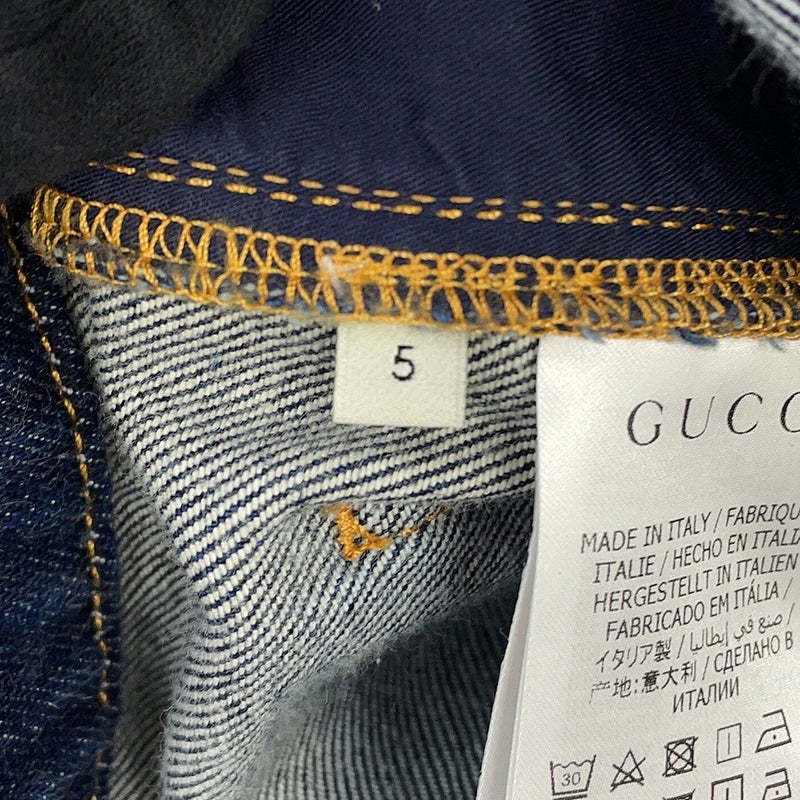 5
GUCC
MADE IN ITALY / FABRIQU
ITALIE / HECHO EN ITALI
HERGESTELLT IN ITALIEN
FABRICADO EM ITÁLIA /
イタリア製 / صنع في إيطاليا /
产地: 意大利 / СДЕЛАНО В
ИТАЛИИ
30